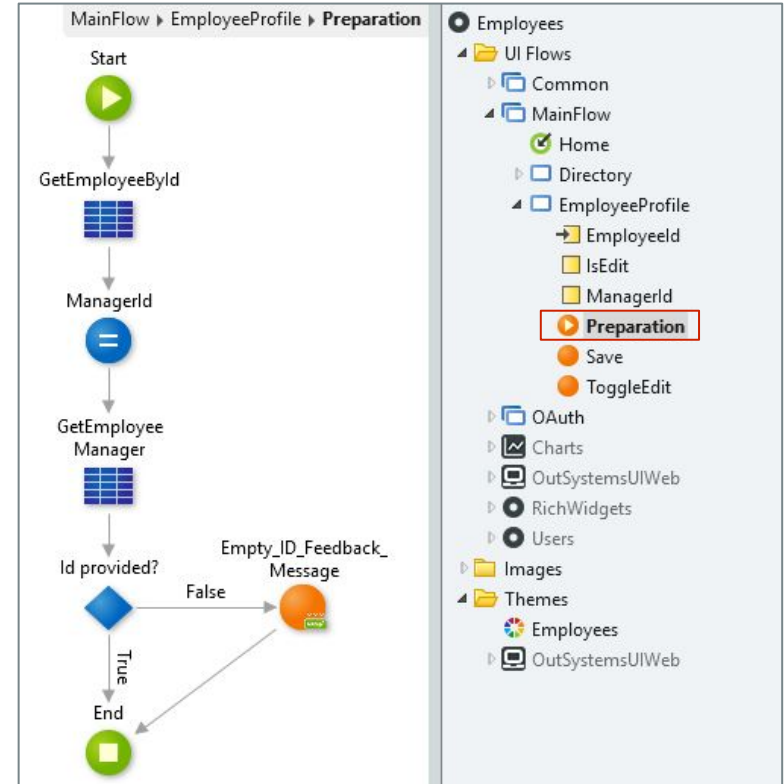 MainFlow ▸ EmployeeProfile ▸ Preparation
Start
GetEmployeeById
ManagerId
GetEmployee
Manager
Id provided?
False
Empty_ID_Feedback_
Message
True
End
Employees
UI Flows
Common
MainFlow
Home
Directory
EmployeeProfile
EmployeeId
IsEdit
ManagerId
Preparation
Save
ToggleEdit
OAuth
Charts
OutSystemsUIWeb
RichWidgets
Users
Images
Themes
Employees
OutSystemsUIWeb